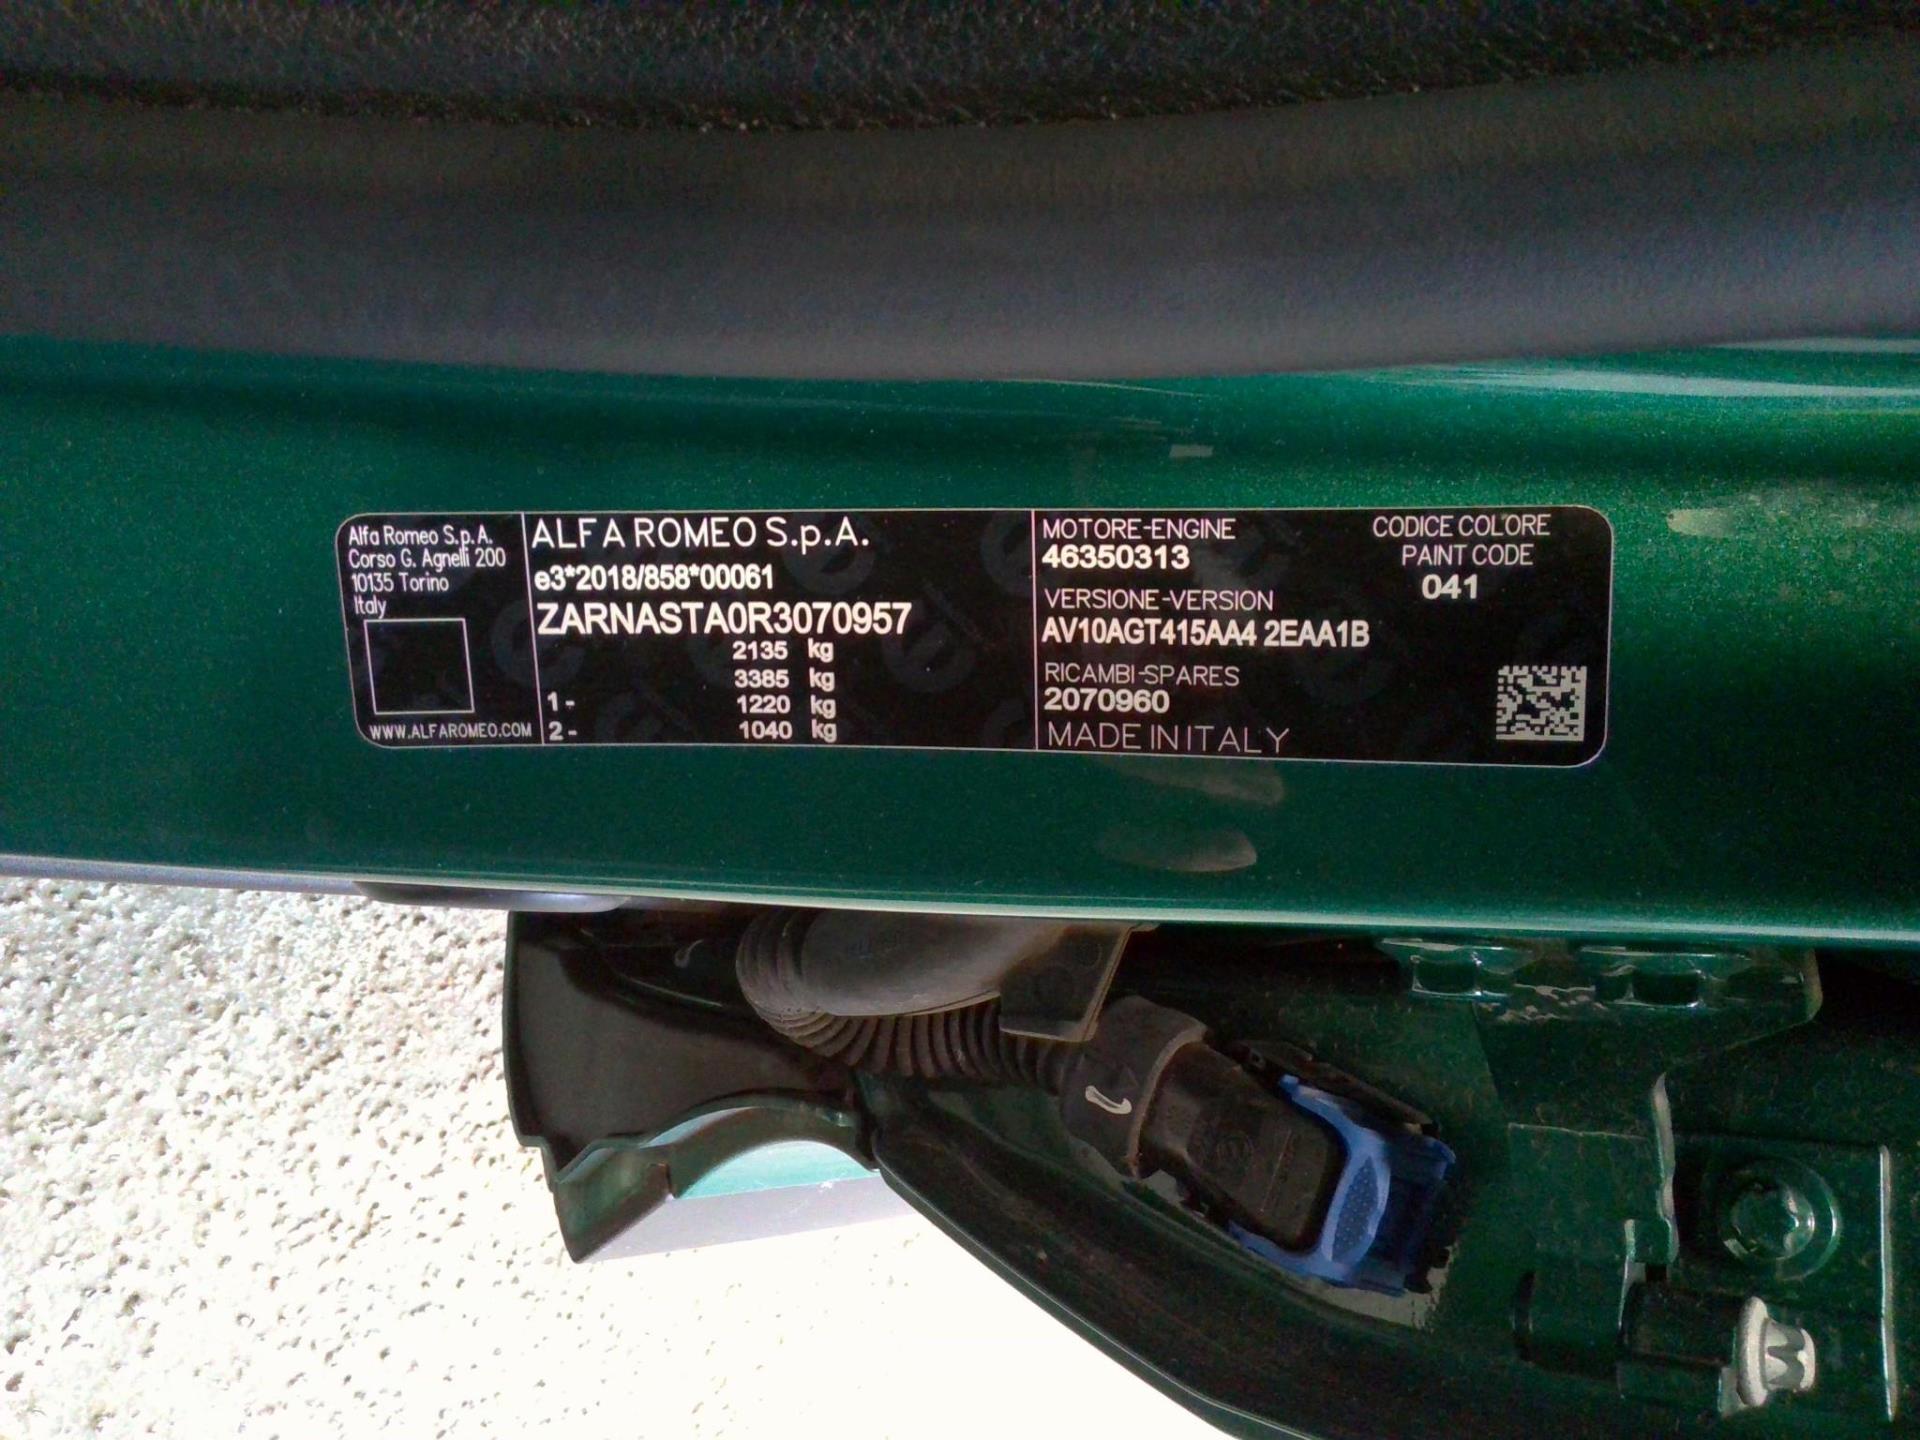 Alfa Romeo S.p.A.
Corso G. Agnelli 200
10135 Torino
Italy
WWW.ALFAROMEO.COM
ALFA ROMEO S.p.A.
e3*2018/858*00061
ZARNASTA0R3070957
2135 kg
3385 kg
1- 1220 kg
2- 1040 kg
MOTORE-ENGINE
46350313
VERSIONE-VERSION
AV10AGT415AA4 2EAA1B
RICAMBI-SPARES
2070960
MADE IN ITALY
CODICE COLORE
PAINT CODE
041